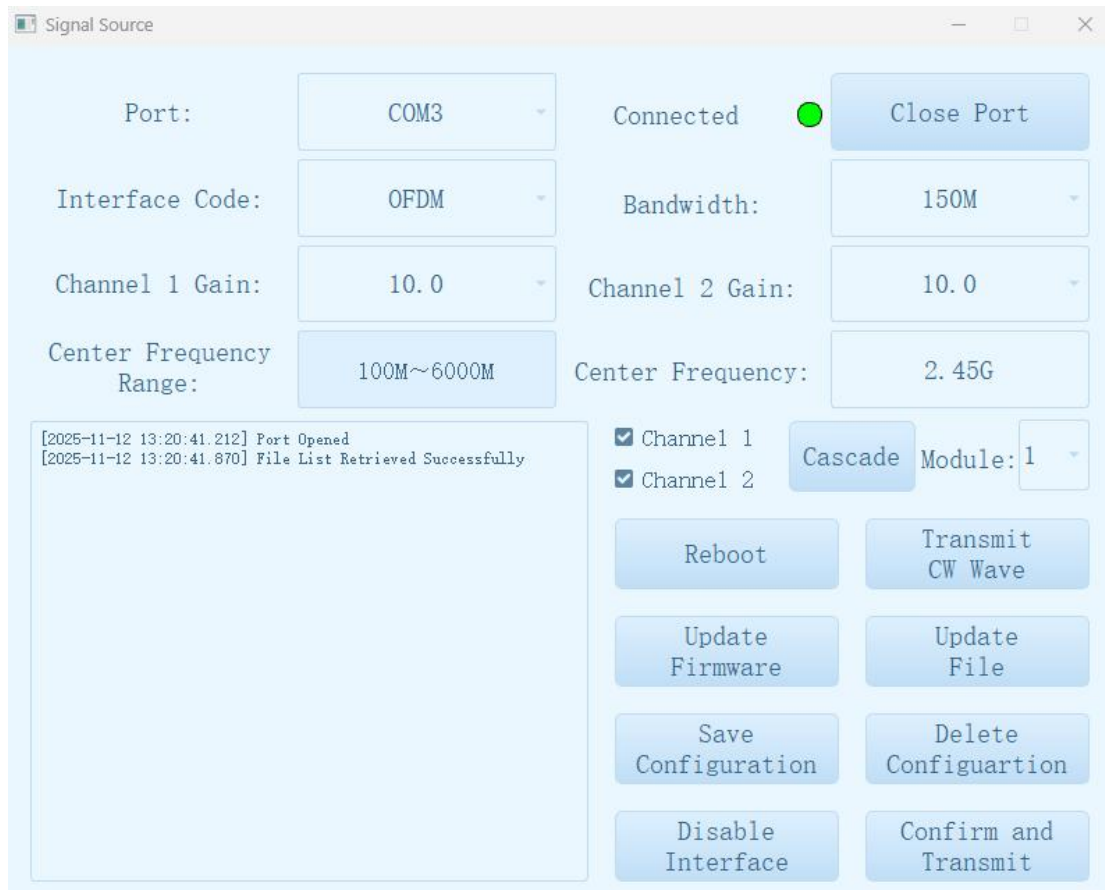 Signal Source
Port:
COM3
Connected
Close Port
Interface Code:
OFDM
Bandwidth:
150M
Channel 1 Gain:
10.0
Channel 2 Gain:
10.0
Center Frequency
Range:
100M～6000M
Center Frequency:
2.45G
[2025-11-12 13:20:41.212] Port Opened
[2025-11-12 13:20:41.870] File List Retrieved Successfully
Channel 1
Channel 2
Cascade
Module:
1
Reboot
Transmit
CW Wave
Update
Firmware
Update
File
Save
Configuration
Delete
Configuartion
Disable
Interface
Confirm and
Transmit